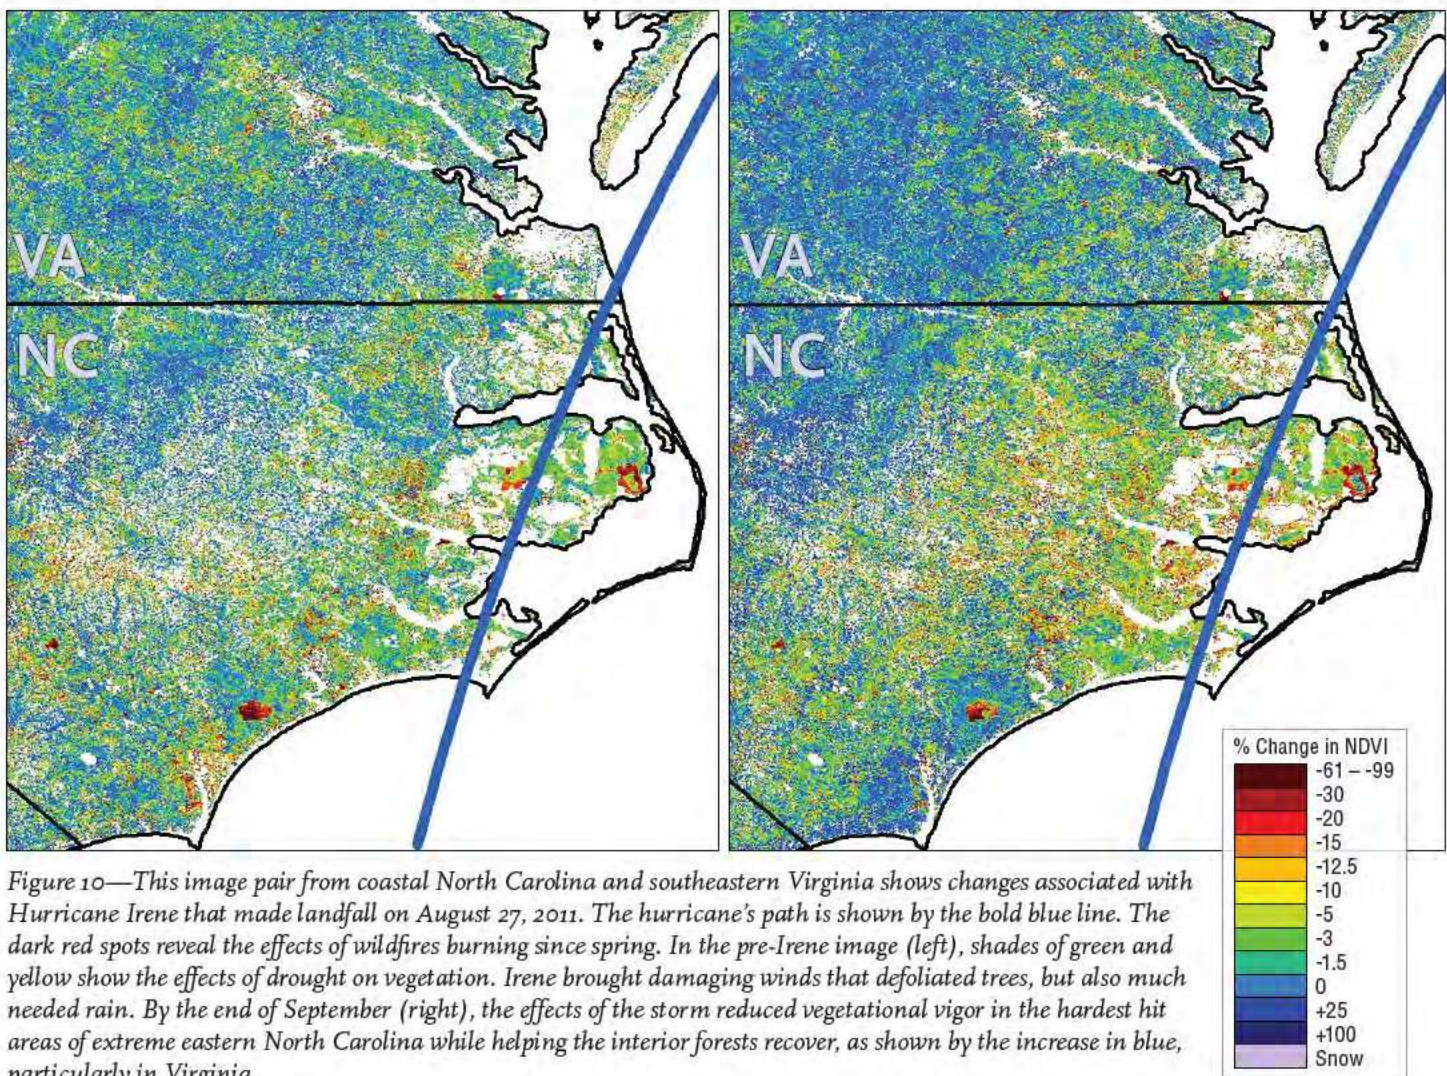 VA
NC
VA
NC
% Change in NDVI
-61 – -99
-30
-20
-15
-12.5
-10
-5
-3
-1.5
0
+25
+100
Snow
Figure 10—This image pair from coastal North Carolina and southeastern Virginia shows changes associated with
Hurricane Irene that made landfall on August 27, 2011. The hurricane's path is shown by the bold blue line. The
dark red spots reveal the effects of wildfires burning since spring. In the pre-Irene image (left), shades of green and
yellow show the effects of drought on vegetation. Irene brought damaging winds that defoliated trees, but also much
needed rain. By the end of September (right), the effects of the storm reduced vegetational vigor in the hardest hit
areas of extreme eastern North Carolina while helping the interior forests recover, as shown by the increase in blue,
particularly in Virginia.